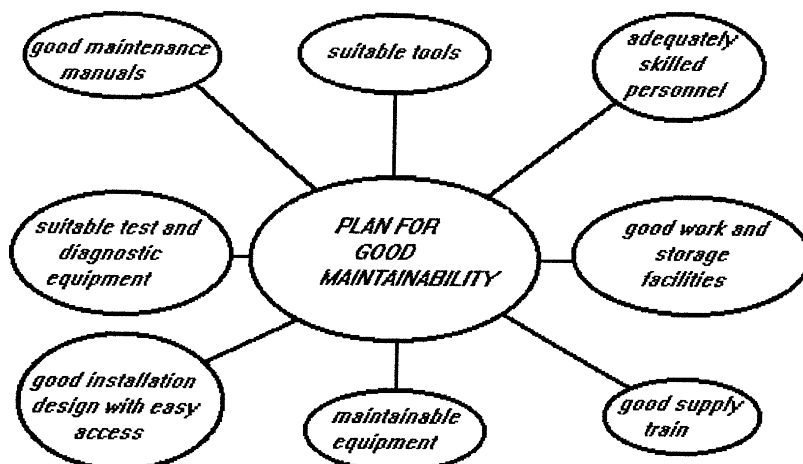 good maintenance
manuals
suitable tools
adequately
skilled
personnel
suitable test and
diagnostic
equipment
PLAN FOR
GOOD
MAINTAINABILITY
good work and
storage
facilities
good installation
design with easy
access
maintainable
equipment
good supply
train